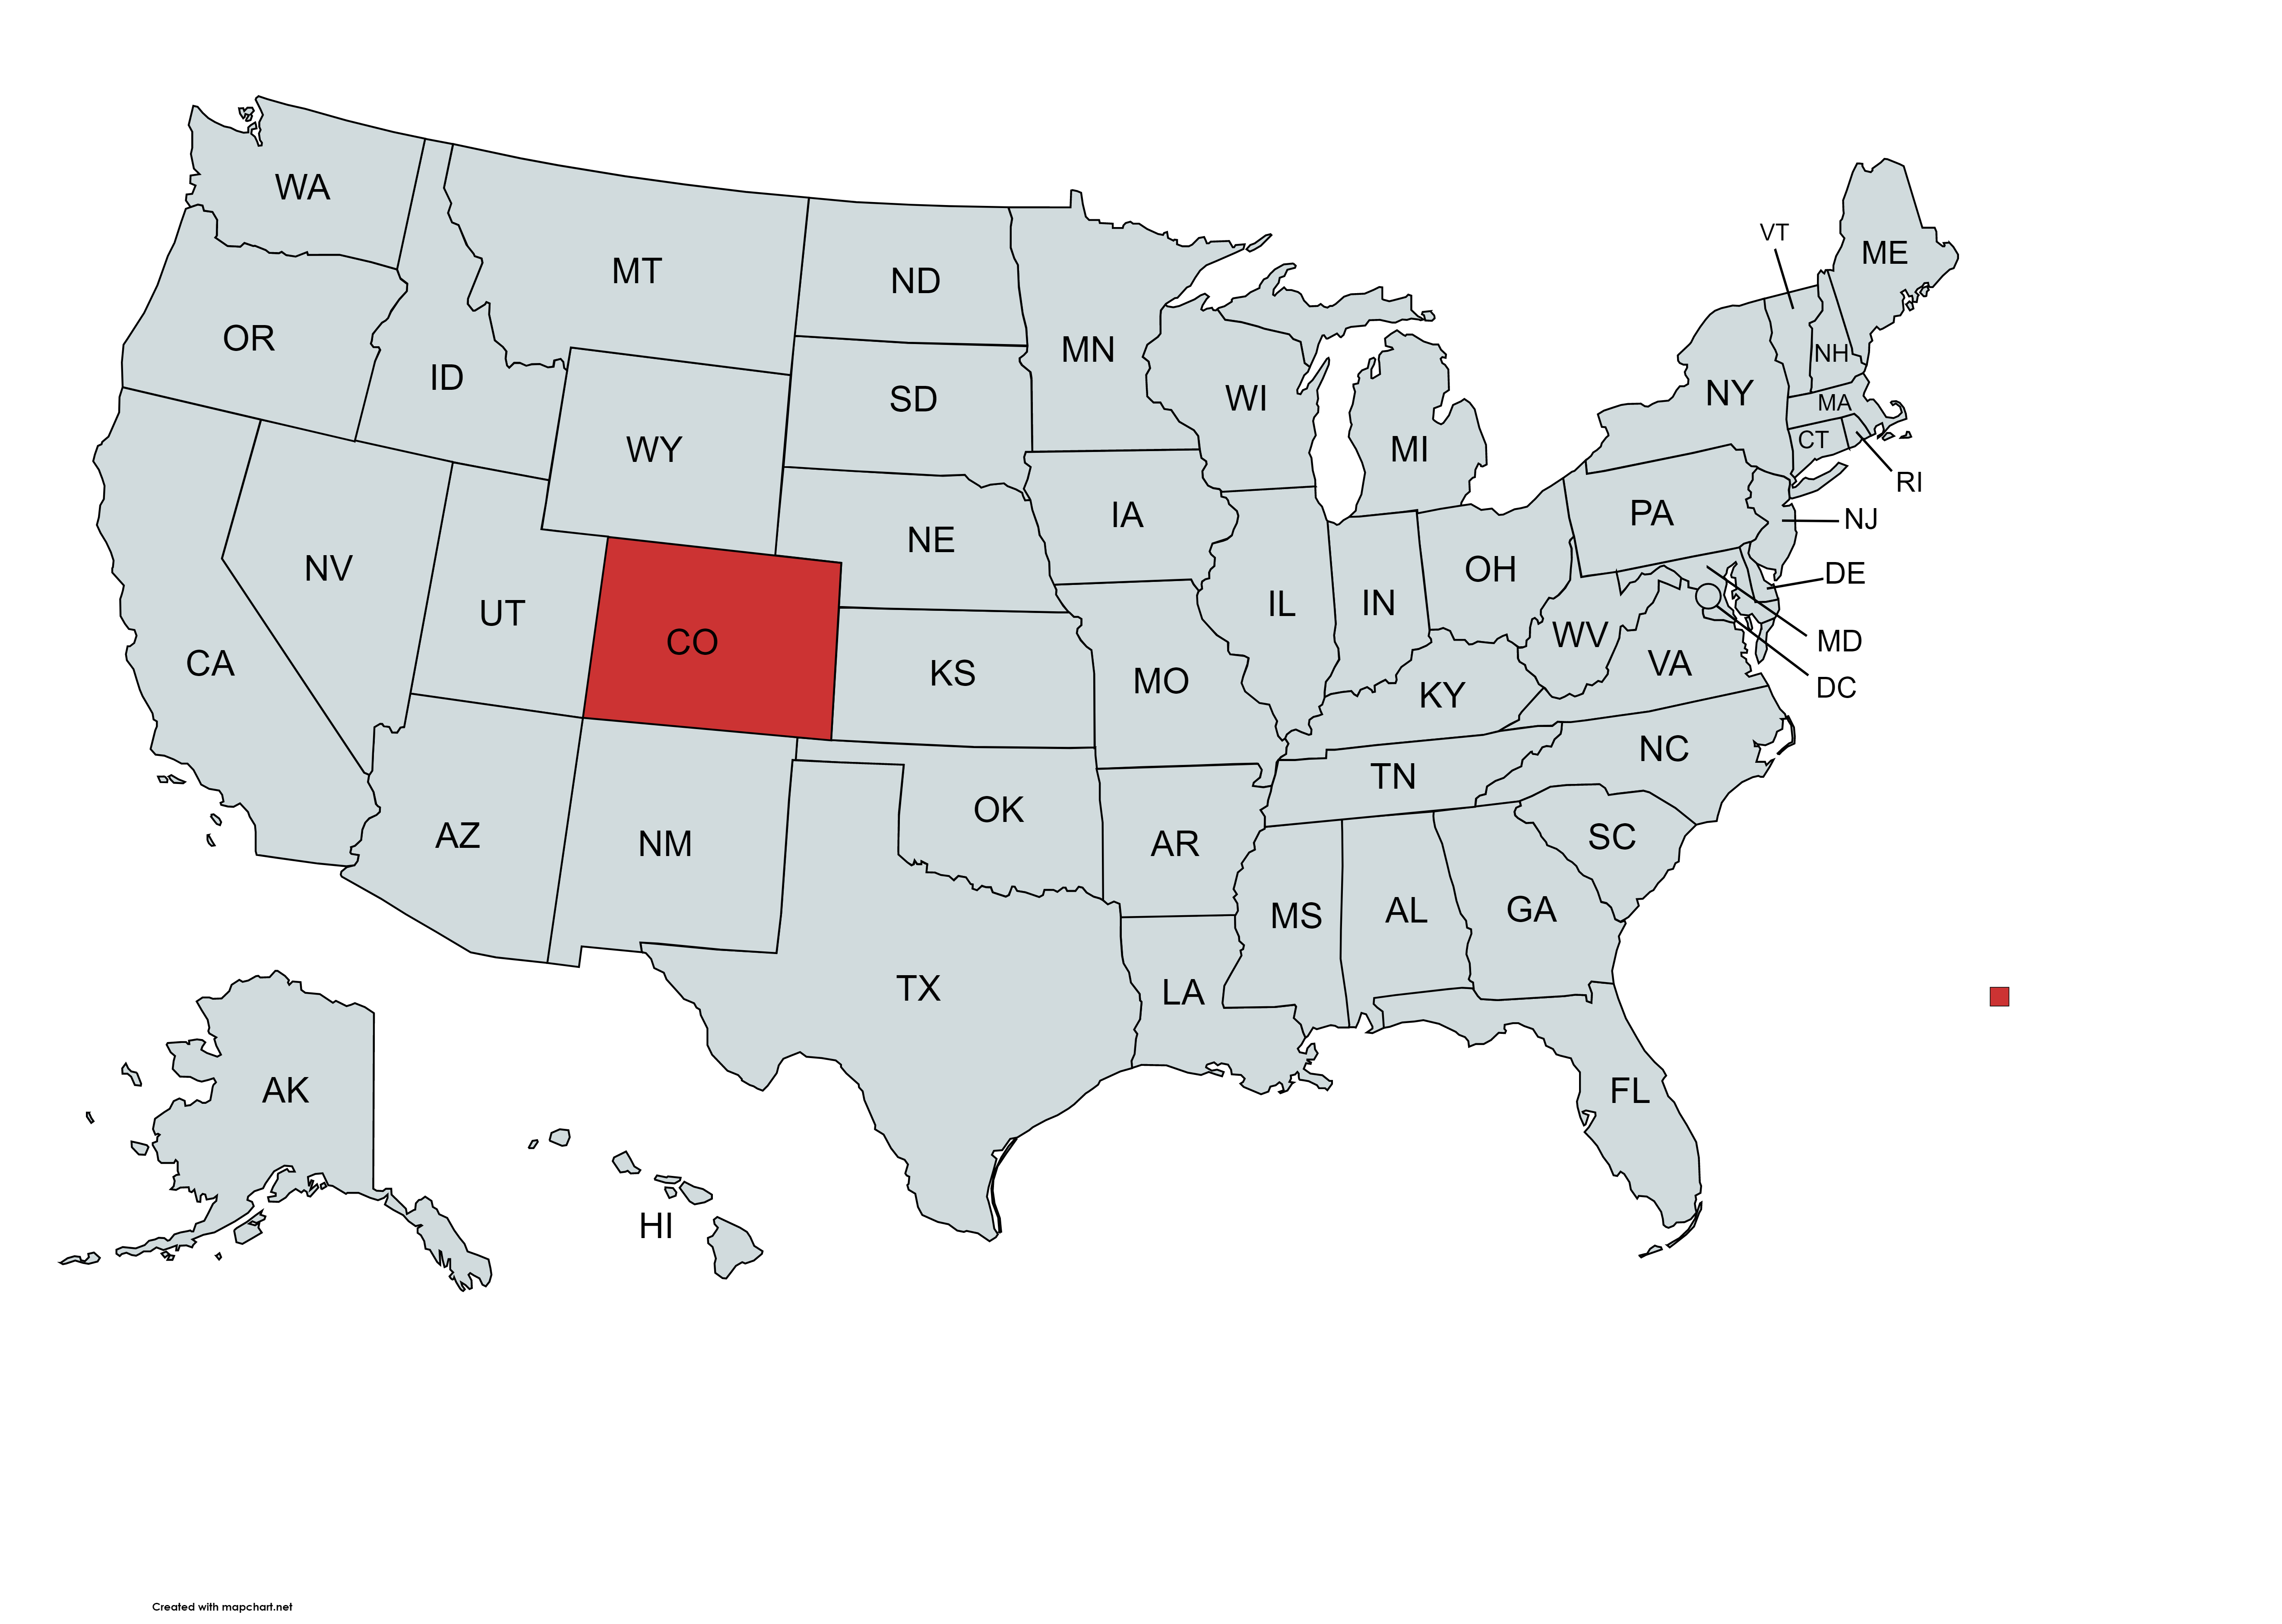 WA
MT
ND
MN
VT
ME
OR
ID
SD
WI
MI
NH
NY
MA
CT
RI
WY
NE
IA
PA
NJ
NV
UT
CO
KS
MO
IL
IN
OH
DE
WV
MD
VA
DC
CA
KY
NC
TN
AZ
NM
OK
AR
SC
MS
AL
GA
TX
LA
AK
FL
HI
Created with mapchart.net